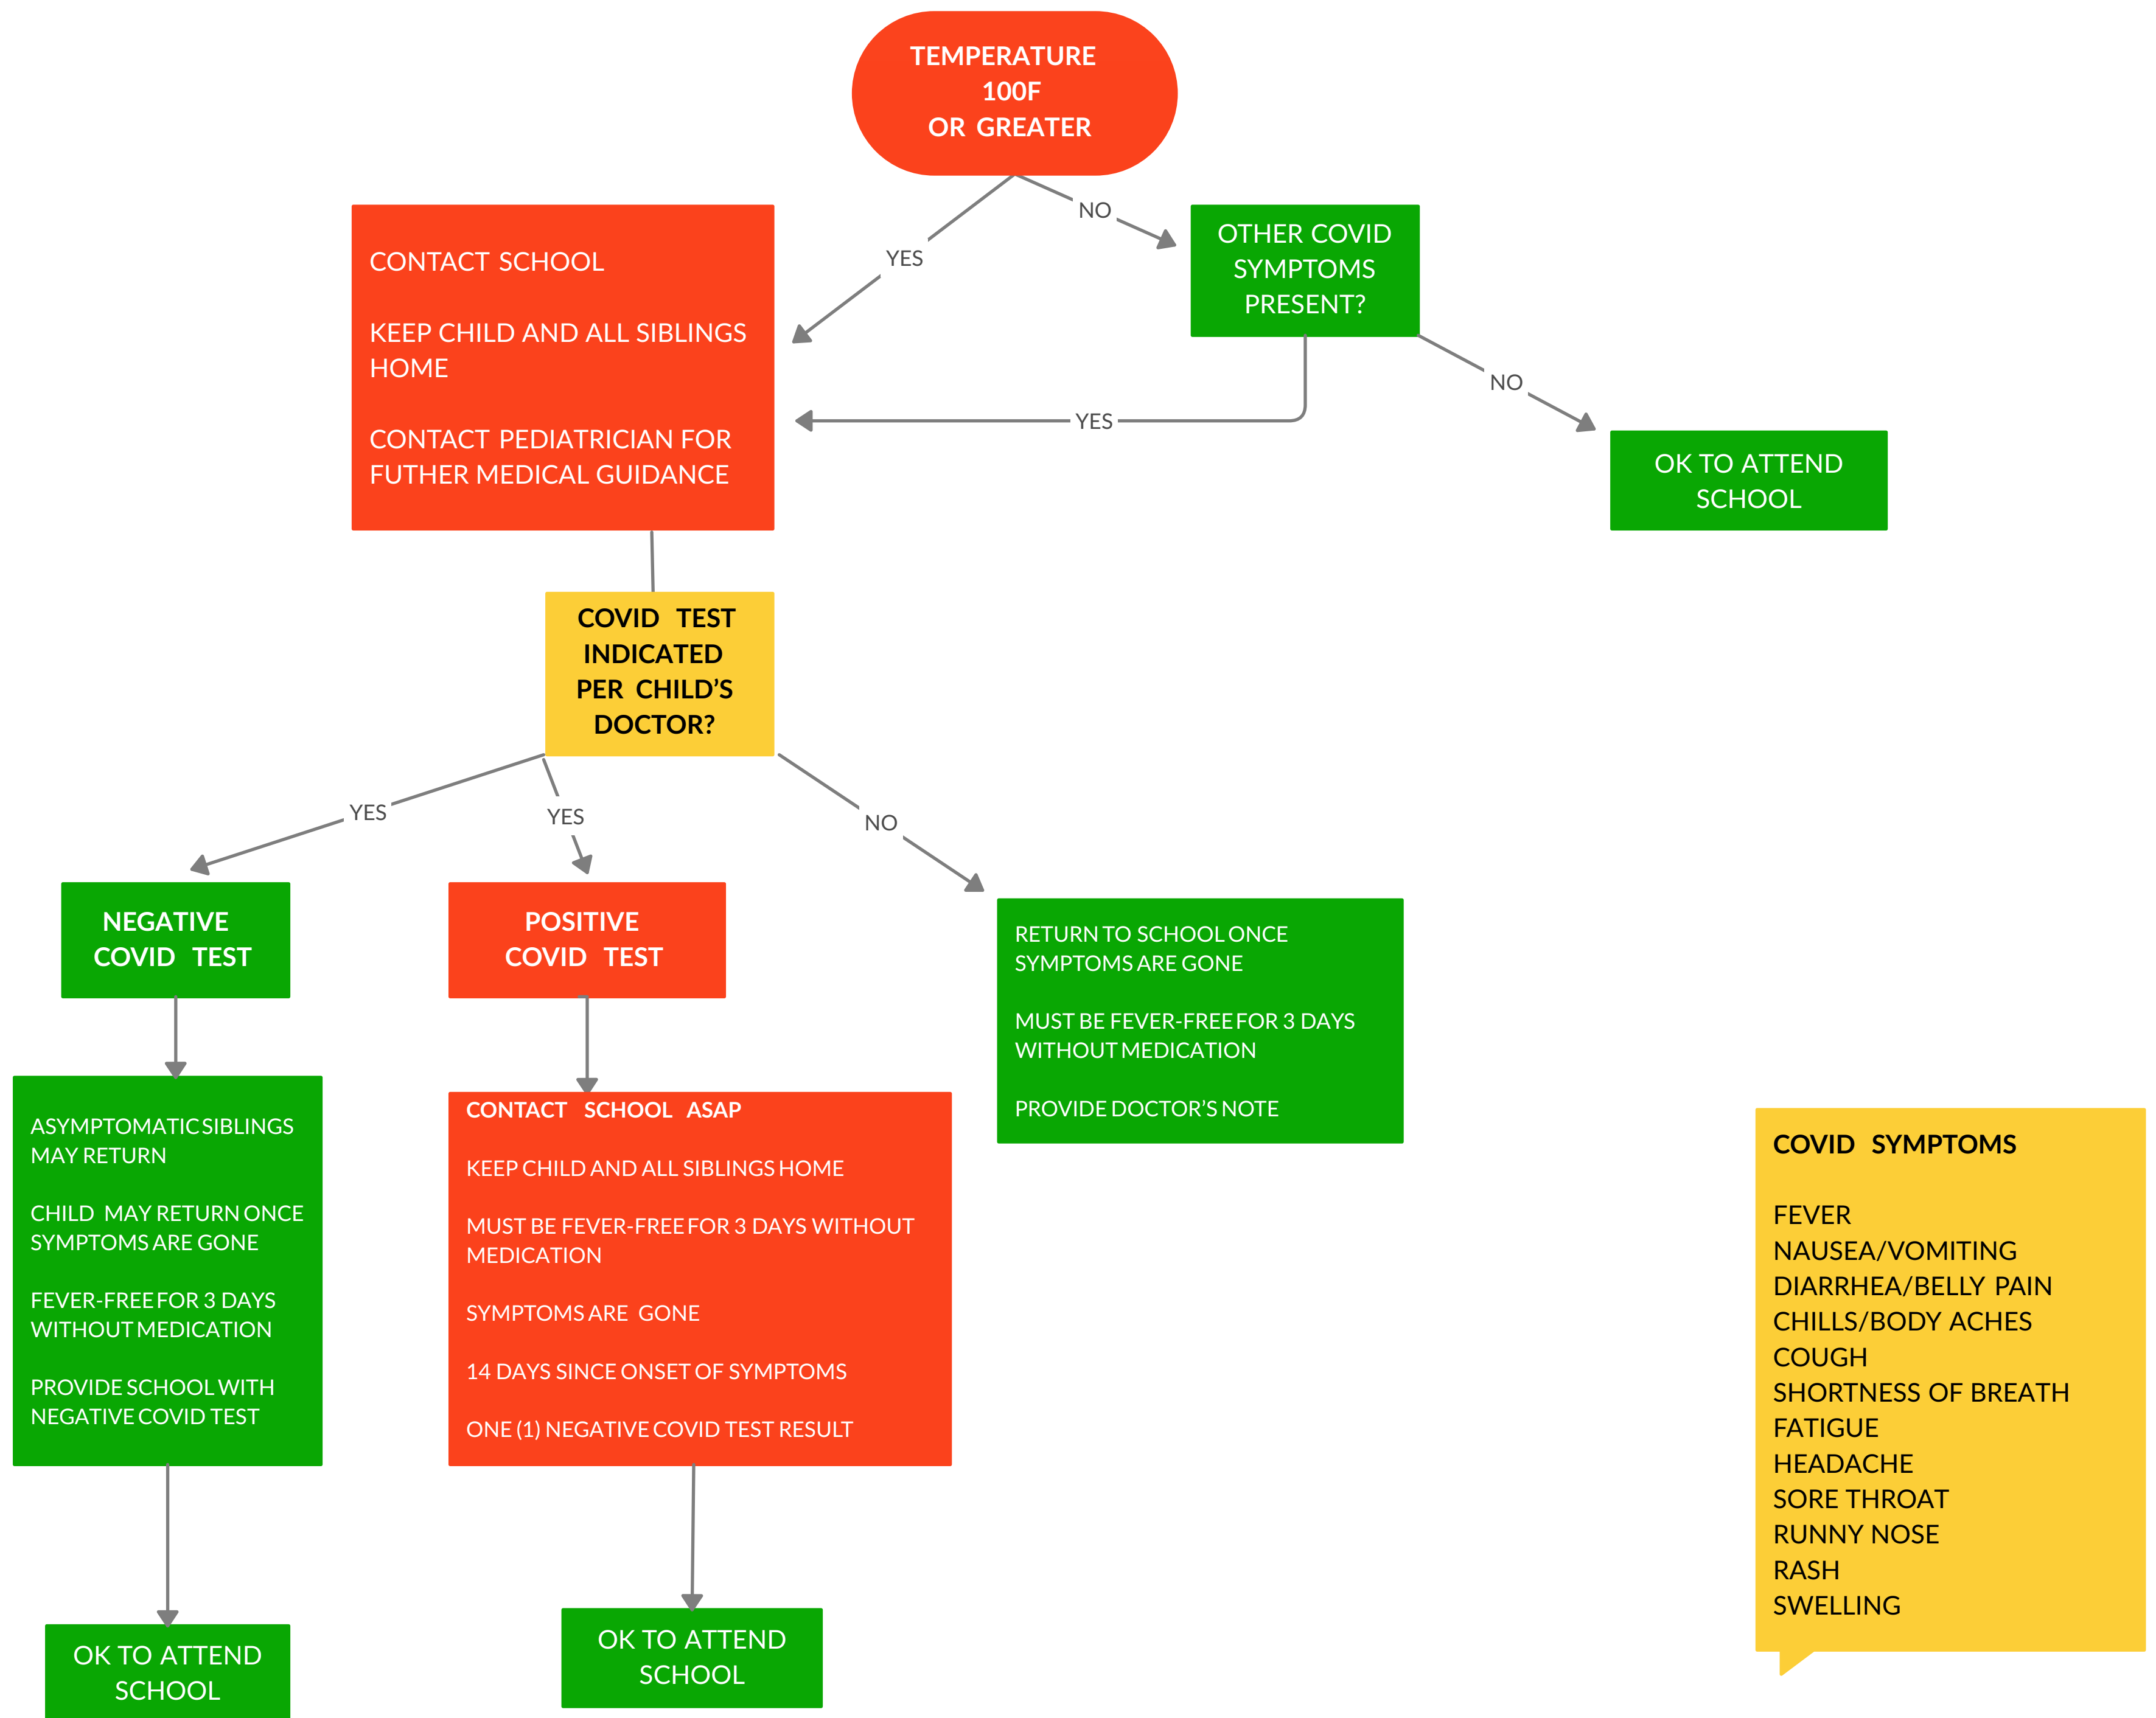 TEMPERATURE
100F
OR GREATER
NO
YES
CONTACT SCHOOL
KEEP CHILD AND ALL SIBLINGS
HOME
CONTACT PEDIATRICIAN FOR
FUTHER MEDICAL GUIDANCE
OTHER COVID
SYMPTOMS
PRESENT?
YES
NO
OK TO ATTEND
SCHOOL
COVID TEST
INDICATED
PER CHILD’S
DOCTOR?
YES
YES
NO
NEGATIVE
COVID TEST
POSITIVE
COVID TEST
RETURN TO SCHOOL ONCE
SYMPTOMS ARE GONE
MUST BE FEVER-FREE FOR 3 DAYS
WITHOUT MEDICATION
PROVIDE DOCTOR’S NOTE
ASYMPTOMATIC SIBLINGS
MAY RETURN
CHILD MAY RETURN ONCE
SYMPTOMS ARE GONE
FEVER-FREE FOR 3 DAYS
WITHOUT MEDICATION
PROVIDE SCHOOL WITH
NEGATIVE COVID TEST
CONTACT SCHOOL ASAP
KEEP CHILD AND ALL SIBLINGS HOME
MUST BE FEVER-FREE FOR 3 DAYS WITHOUT
MEDICATION
SYMPTOMS ARE GONE
14 DAYS SINCE ONSET OF SYMPTOMS
ONE (1) NEGATIVE COVID TEST RESULT
COVID SYMPTOMS
FEVER
NAUSEA/VOMITING
DIARRHEA/BELLY PAIN
CHILLS/BODY ACHES
COUGH
SHORTNESS OF BREATH
FATIGUE
HEADACHE
SORE THROAT
RUNNY NOSE
RASH
SWELLING
OK TO ATTEND
SCHOOL
OK TO ATTEND
SCHOOL